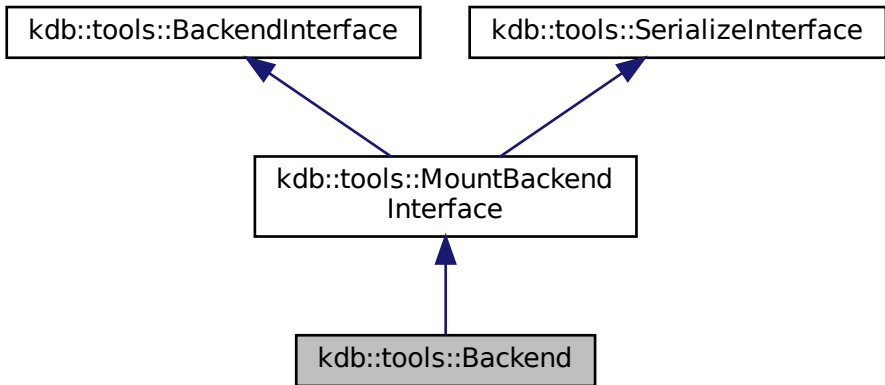 kdb::tools::BackendInterface
kdb::tools::SerializeInterface
kdb::tools::MountBackend
Interface
kdb::tools::Backend